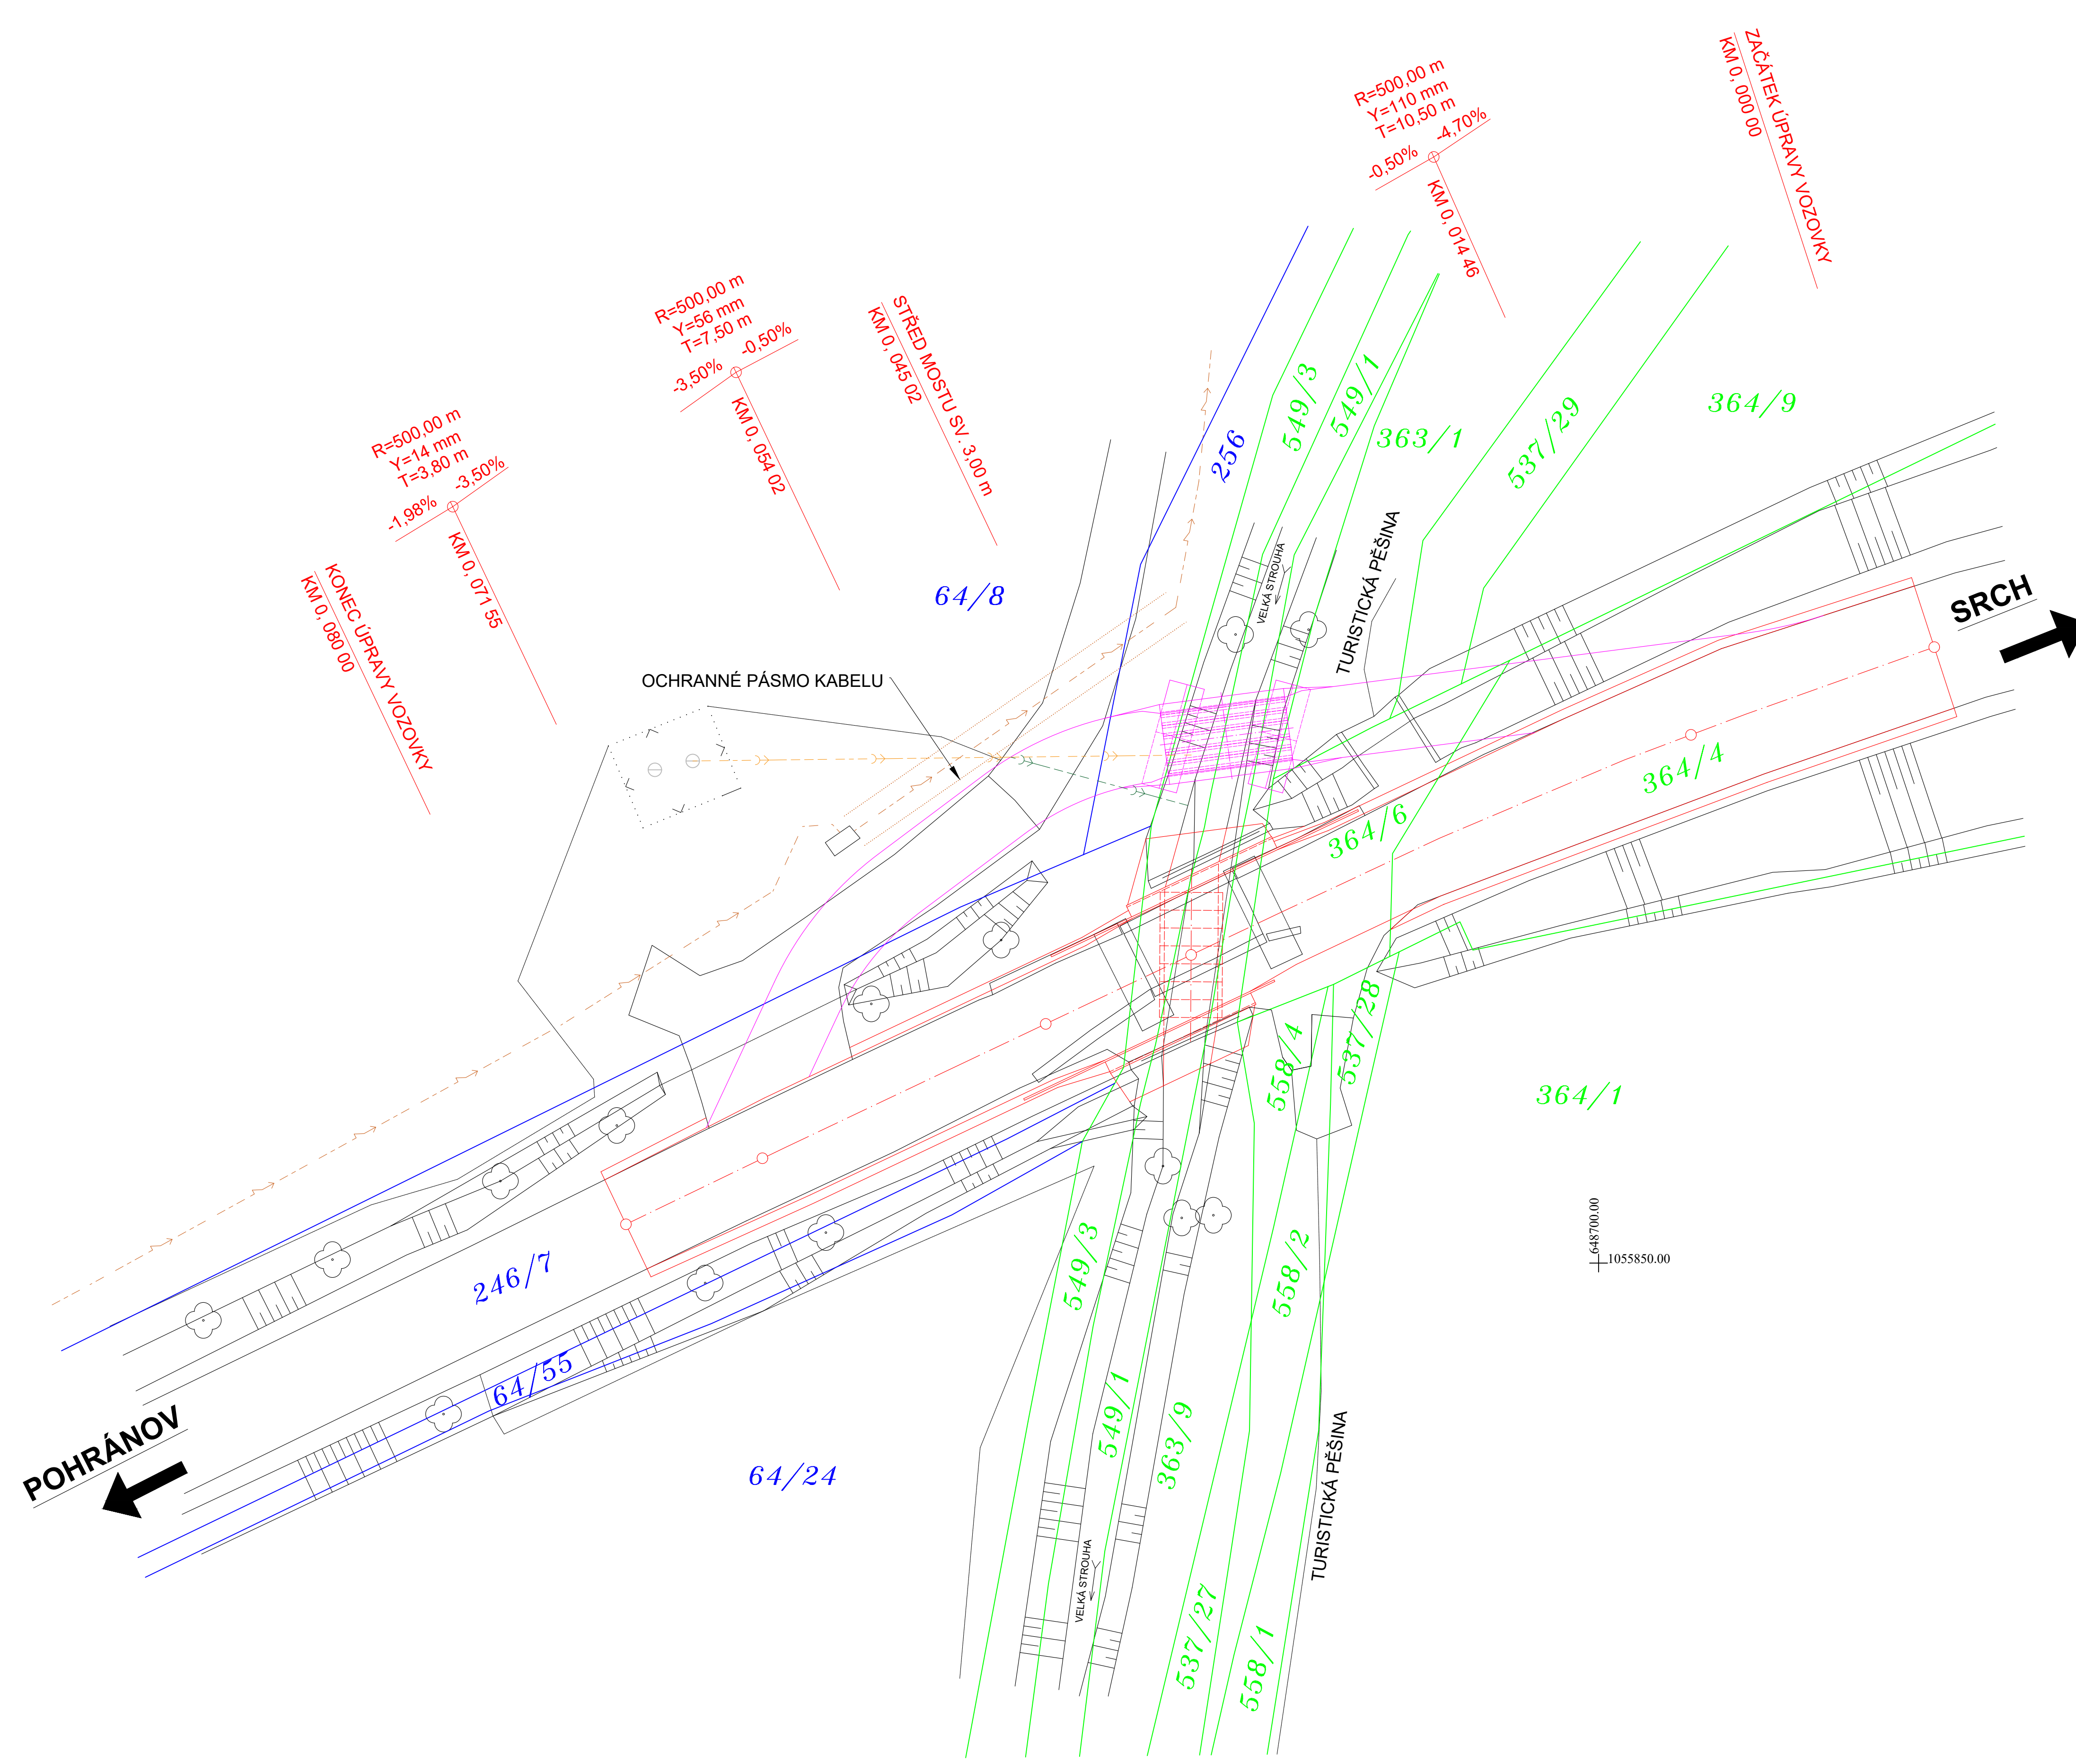 ZAČÁTEK ÚPRAVY VOZOVKY
KM 0, 000 00
R=500,00 m
Y=110 mm
T=10,50 m
-0,50%
-4,70%
KM 0, 014 46
STŘED MOSTU SV. 3,00 m
KM 0, 045 02
R=500,00 m
Y=56 mm
T=7,50 m
-3,50%
-0,50%
KM 0, 054 02
R=500,00 m
Y=14 mm
T=3,80 m
-1,98%
-3,50%
KM 0, 071 55
KONEC ÚPRAVY VOZOVKY
KM 0, 080 00
256
549/3
549/1
363/1
537/29
364/9
64/8
VELKÁ STROUHA
TURISTICKÁ PĚŠINA
SRCH
OCHRANNÉ PÁSMO KABELU
364/4
364/6
558/4
537/28
364/1
648700.00
1055850.00
246/7
549/3
558/2
64/55
549/1
363/9
POHRÁNOV
64/24
TURISTICKÁ PĚŠINA
VELKÁ STROUHA
537/27
558/1